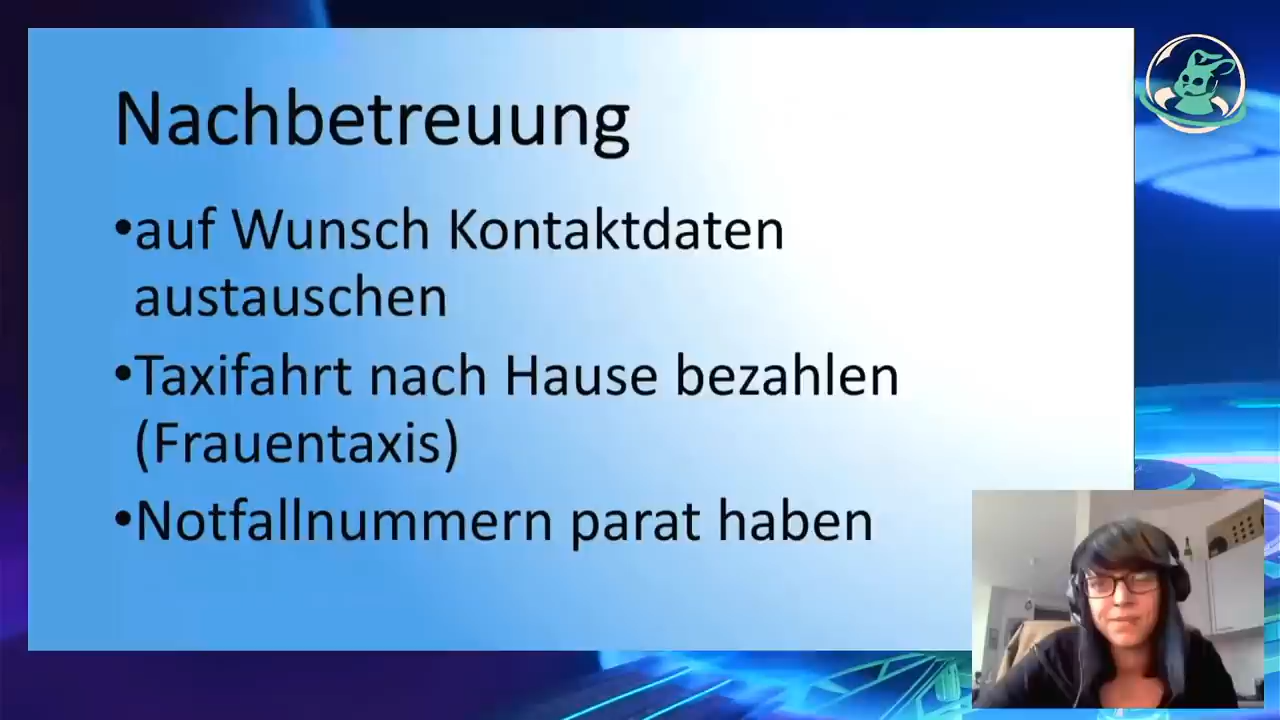 Nachbetreuung
•auf Wunsch Kontaktdaten
austauschen
•Taxifahrt nach Hause bezahlen
(Frauentaxis)
•Notfallnummern parat haben